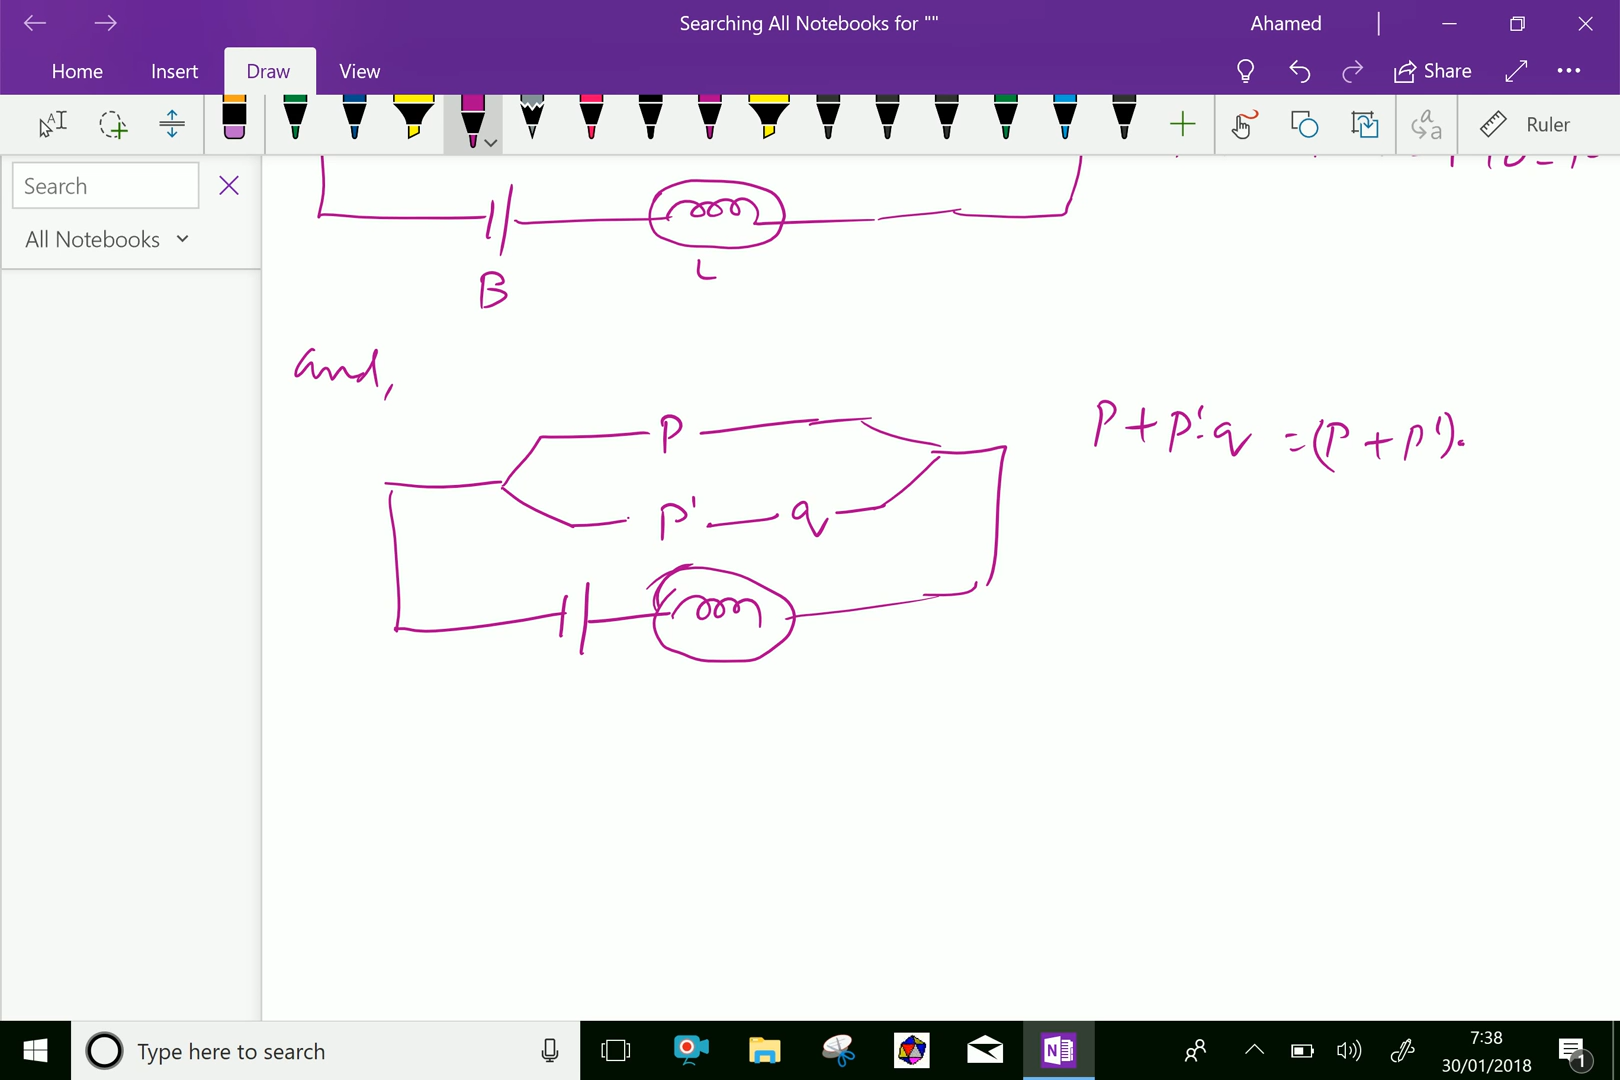 Searching All Notebooks for ""
Ahamed
Home
Insert
Draw
View
Share
Ruler
Search
All Notebooks
B
L
and,
P
P' q
P + P'.q = (P + P').
Type here to search
7:38
30/01/2018
1